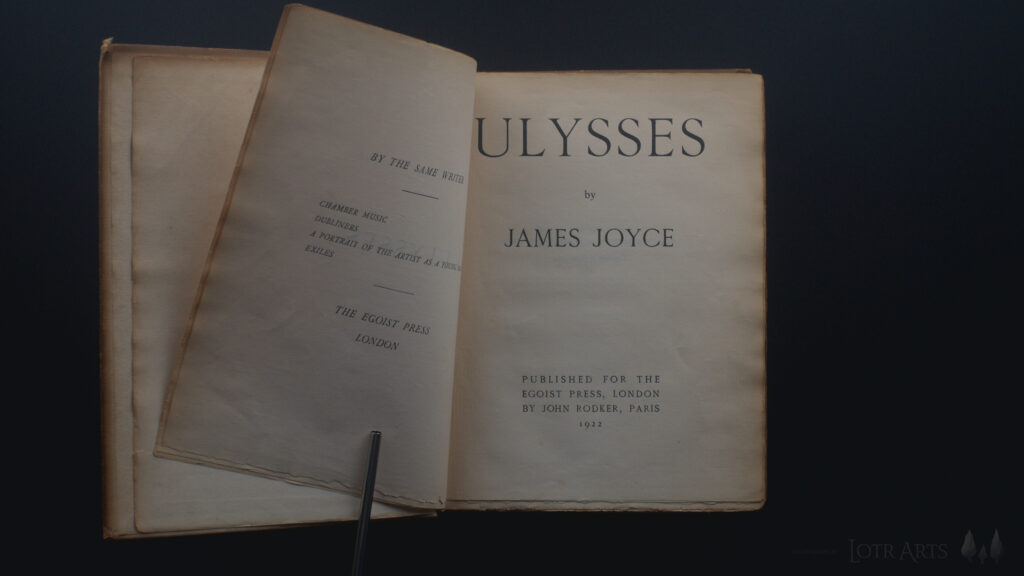 BY THE SAME WRITER
CHAMBER MUSIC
DUBLINERS
A PORTRAIT OF THE ARTIST AS A YOUNG
EXILES
THE EGOIST PRESS
LONDON
ULYSSES
by
JAMES JOYCE
PUBLISHED FOR THE
EGOIST PRESS, LONDON
BY JOHN RODKER, PARIS
1922
LOTR ARTS